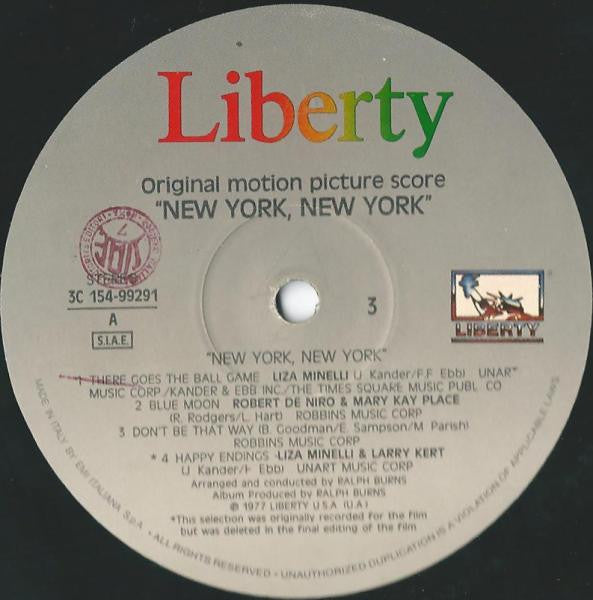 Liberty
Original motion picture score
"NEW YORK, NEW YORK"
STEREO
3C 154-99291
A
S.I.A.E.
3
LIBERTY
"NEW YORK, NEW YORK"
*1 THERE GOES THE BALL GAME LIZA MINELLI (J Kander/F.F Ebb) UNART
MUSIC CORP./KANDER & EBB INC./THE TIMES SQUARE MUSIC PUBL CO
2 BLUE MOON ROBERT DE NIRO & MARY KAY PLACE
(R. Rodgers/L. Hart) ROBBINS MUSIC CORP
3 DON'T BE THAT WAY (B. Goodman/E. Sampson/M Parish)
ROBBINS MUSIC CORP
* 4 HAPPY ENDINGS -LIZA MINELLI & LARRY KERT
(J Kander/F Ebb) UNART MUSIC CORP
Arranged and conducted by RALPH BURNS
Album Produced by RALPH BURNS
℗ 1977 LIBERTY U.S.A (U.A.)
*This selection was originally recorded for the film
but was deleted in the final editing of the film
MADE IN ITALY BY EMI ITALIANA S.p.A. • ALL RIGHTS RESERVED • UNAUTHORIZED DUPLICATION IS A VIOLATION OF APPLICABLE LAWS